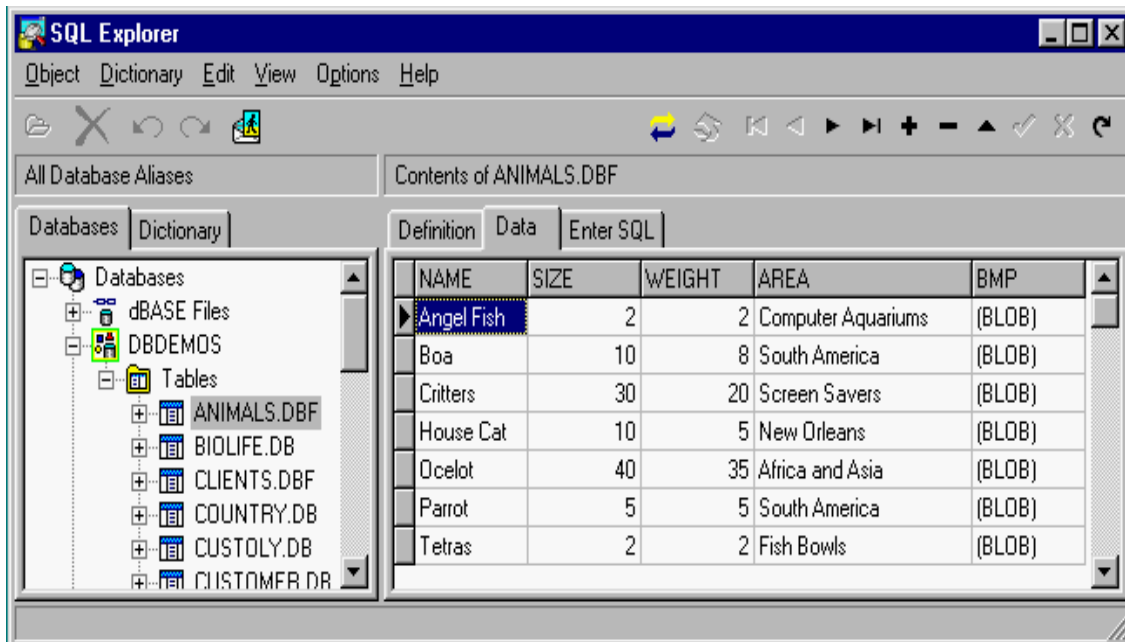 SQL Explorer
Object Dictionary Edit View Options Help
All Database Aliases
Contents of ANIMALS.DBF
Databases Dictionary
Definition Data Enter SQL
Databases
dBASE Files
DBDEMOS
Tables
ANIMALS.DBF
BIOLIFE.DB
CLIENTS.DBF
COUNTRY.DB
CUSTOLY.DB
CUSTOMER.DB
NAME SIZE WEIGHT AREA BMP
Angel Fish 2 2 Computer Aquariums (BLOB)
Boa 10 8 South America (BLOB)
Critters 30 20 Screen Savers (BLOB)
House Cat 10 5 New Orleans (BLOB)
Ocelot 40 35 Africa and Asia (BLOB)
Parrot 5 5 South America (BLOB)
Tetras 2 2 Fish Bowls (BLOB)